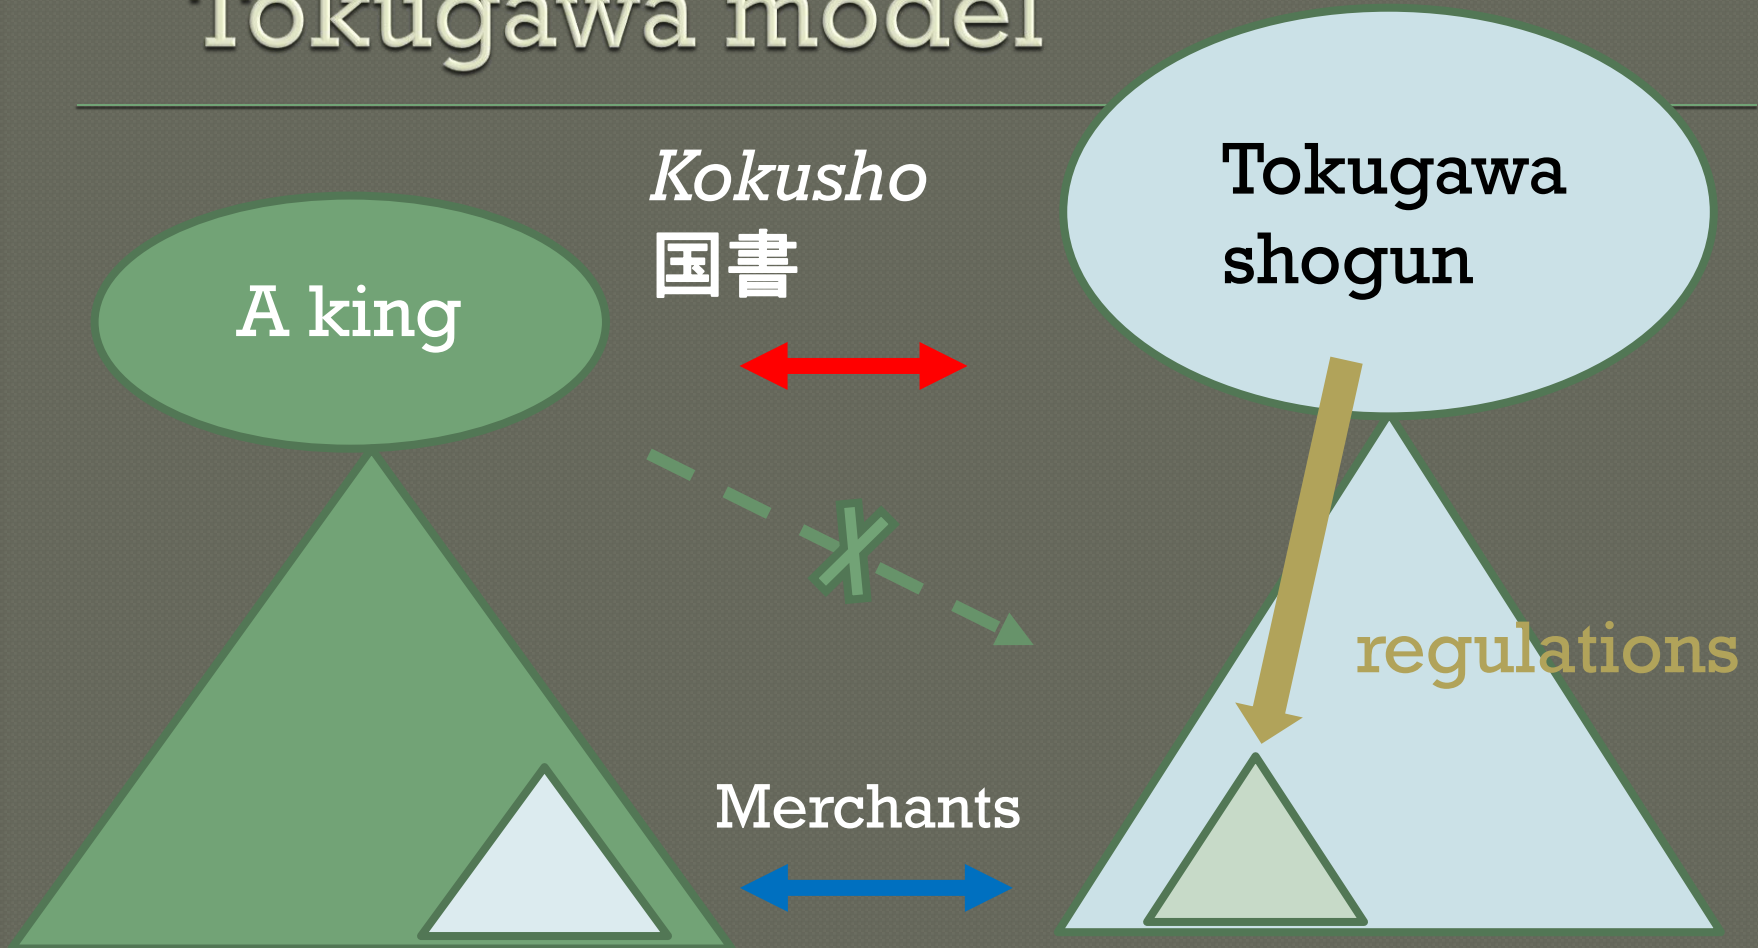 Tokugawa model
Kokusho
国書
Tokugawa
shogun
A king
regulations
Merchants